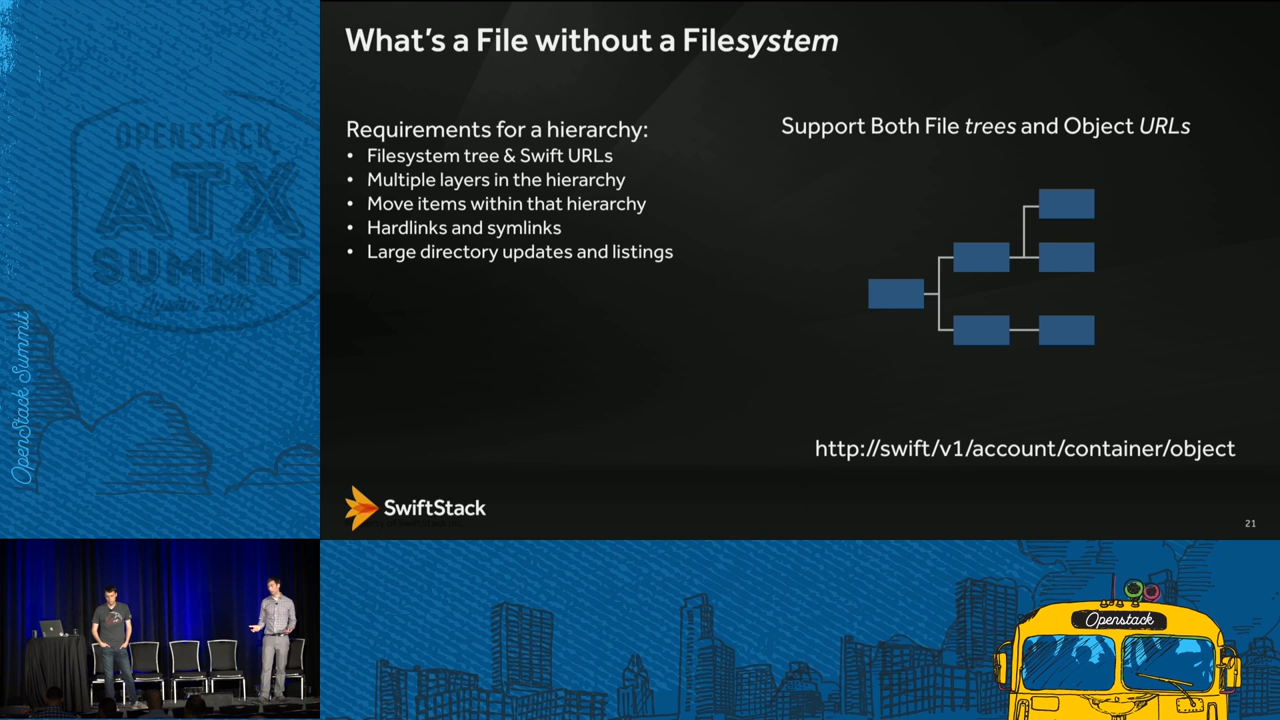 What's a File without a Filesystem
Requirements for a hierarchy:
• Filesystem tree & Swift URLs
• Multiple layers in the hierarchy
• Move items within that hierarchy
• Hardlinks and symlinks
• Large directory updates and listings
Support Both File trees and Object URLs
http://swift/v1/account/container/object
SwiftStack
21
OPENSTACK
ATX
SUMMIT
Austin 2016
OpenStack Summit
Openstack